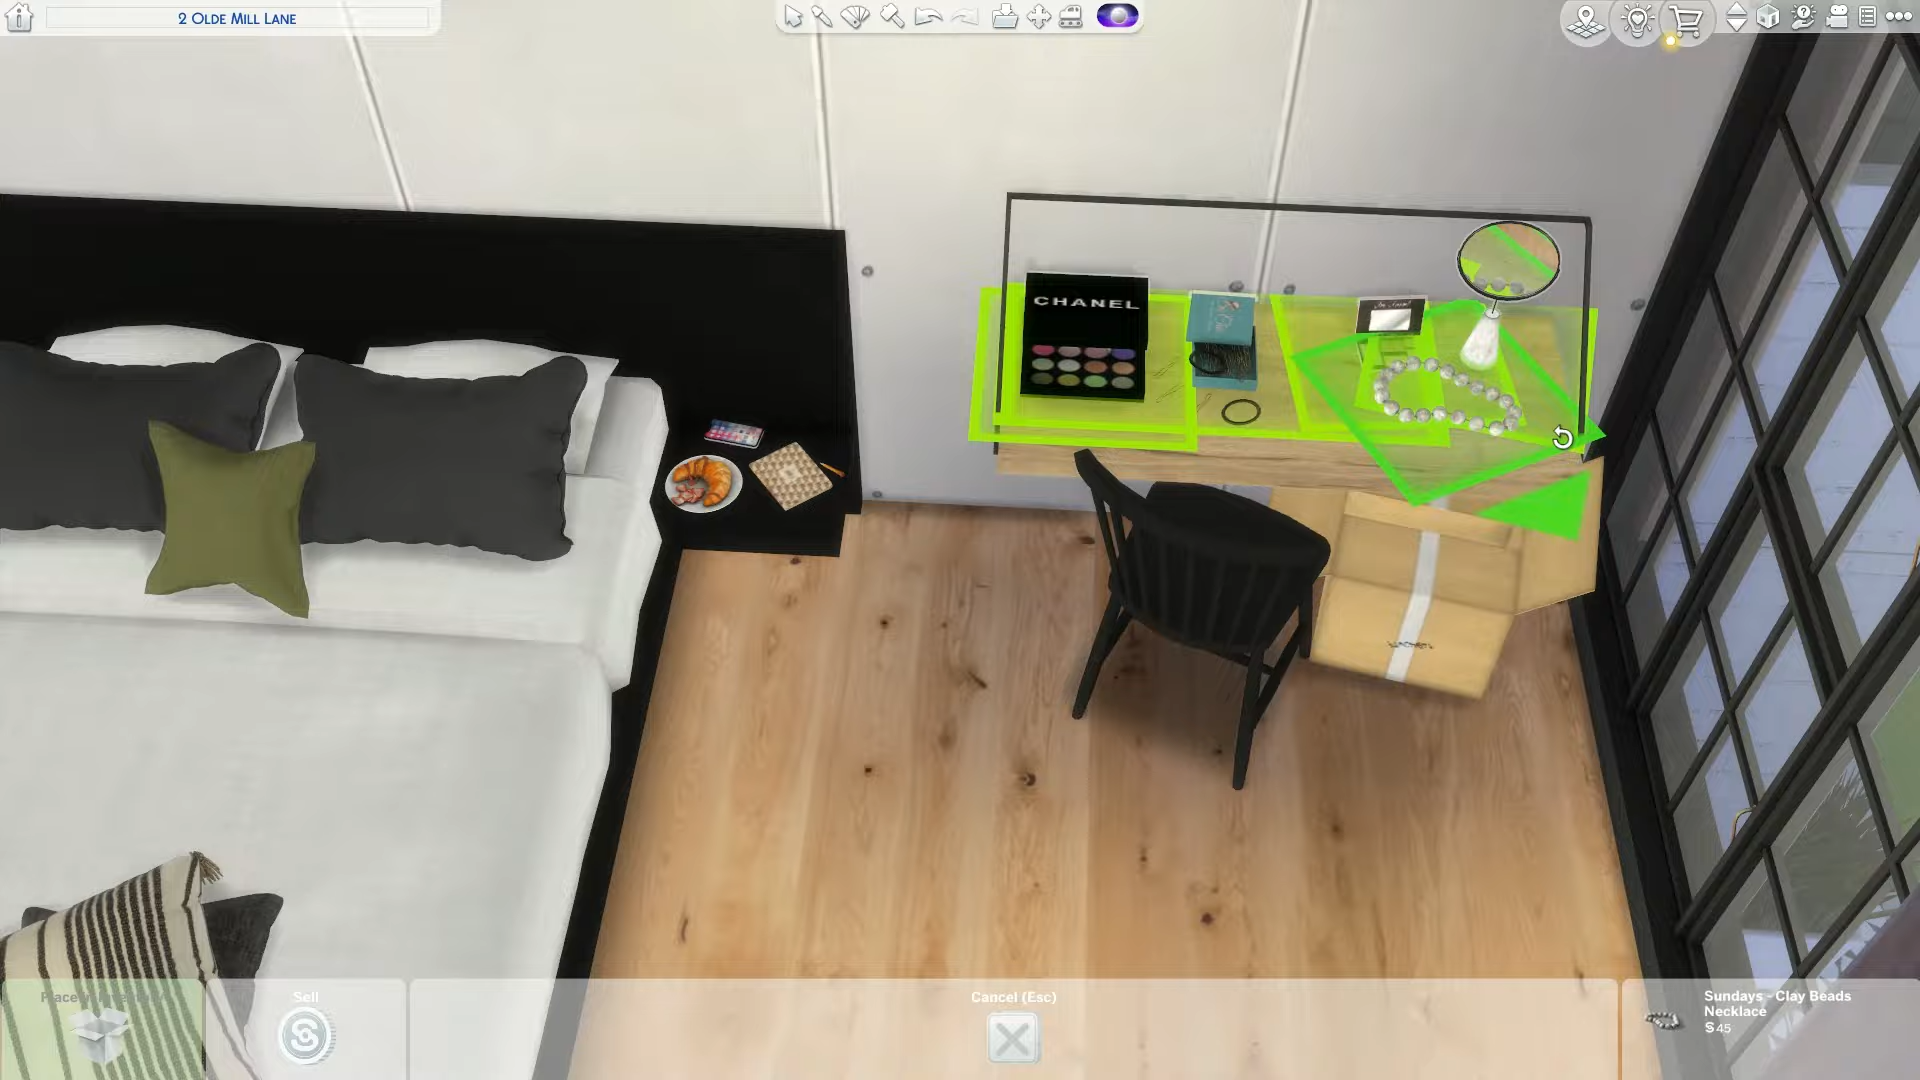 2 OLDE MILL LANE
CHANEL
Sell
Cancel (Esc)
Sundays - Clay Beads
Necklace
§45